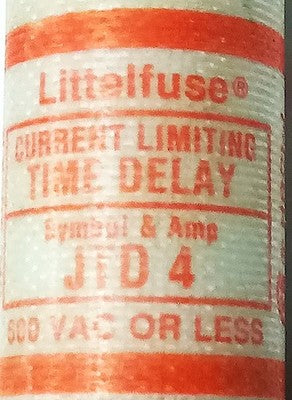 Littelfuse®
CURRENT LIMITING
TIME DELAY
Symbol & Amp
JTD 4
600 VAC OR LESS